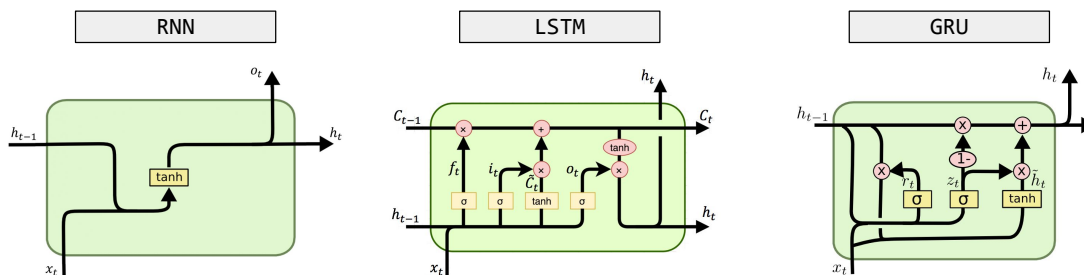 RNN
o_t
h_{t-1}
h_t
tanh
x_t
LSTM
h_t
C_{t-1}
C_t
×
+
tanh
f_t
i_t
×
C̃_t
o_t
×
σ
σ
tanh
σ
h_{t-1}
h_t
x_t
GRU
h_t
h_{t-1}
x
+
1-
x
r_t
z_t
x
h̃_t
σ
σ
tanh
x_t